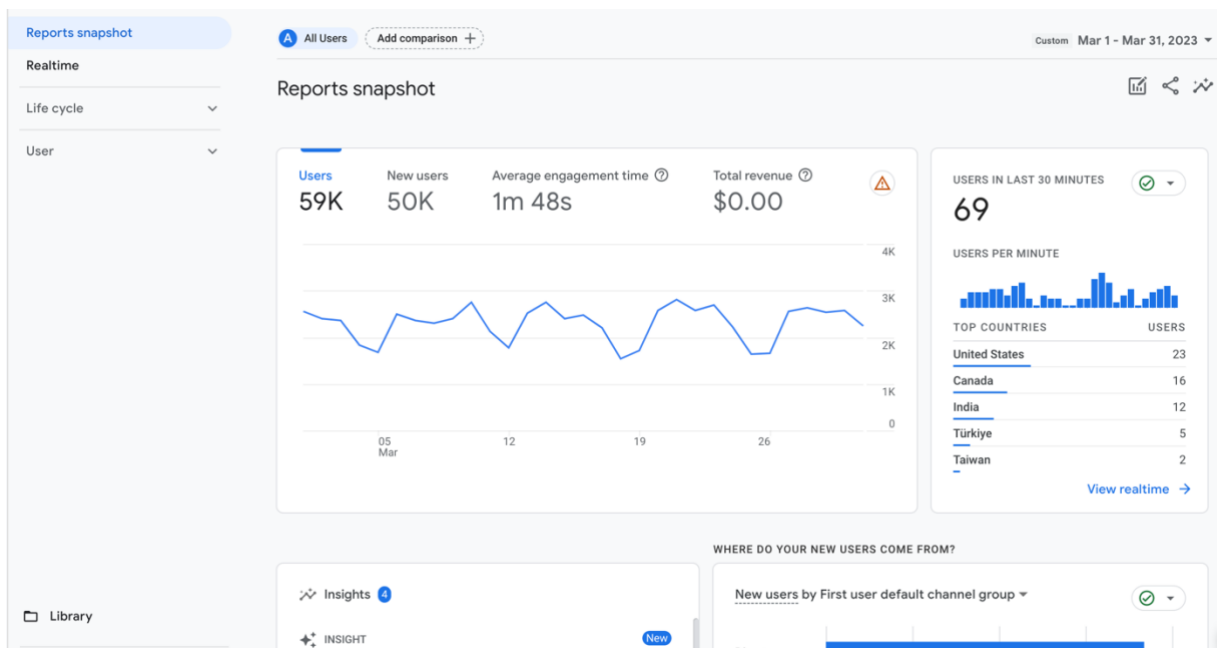 Reports snapshot
Realtime
Life cycle
User
Library
A All Users Add comparison +
Custom Mar 1 - Mar 31, 2023
Reports snapshot
Users New users Average engagement time ? Total revenue ?
59K 50K 1m 48s $0.00
4K
3K
2K
1K
0
05 12 19 26
Mar
USERS IN LAST 30 MINUTES
69
USERS PER MINUTE
TOP COUNTRIES USERS
United States 23
Canada 16
India 12
Türkiye 5
Taiwan 2
View realtime →
Insights 4
INSIGHT New
WHERE DO YOUR NEW USERS COME FROM?
New users by First user default channel group